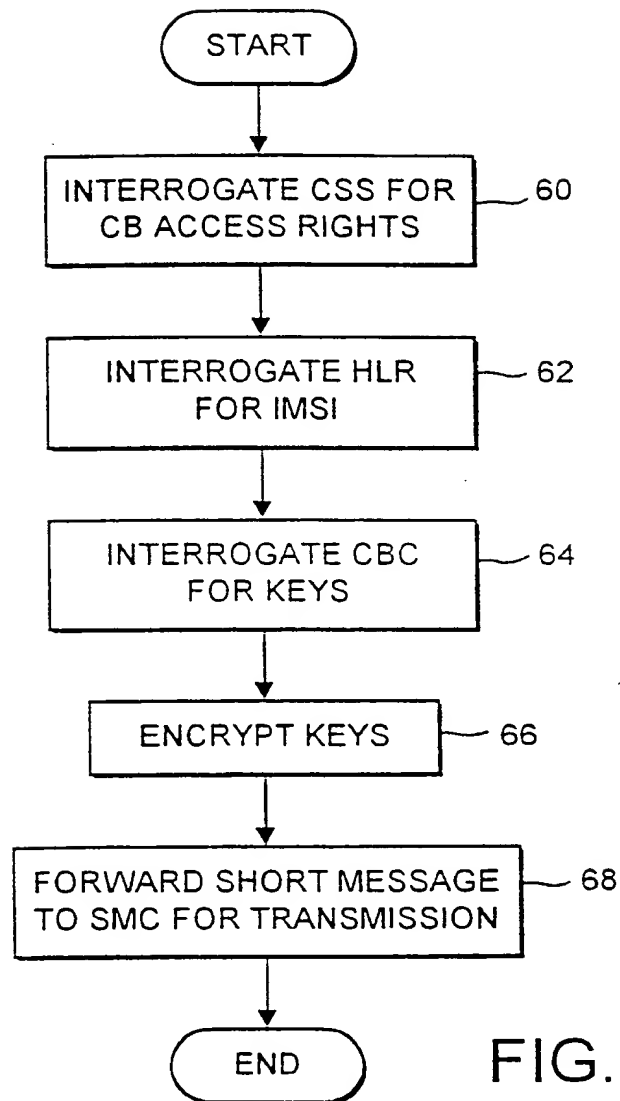 START
INTERROGATE CSS FOR
CB ACCESS RIGHTS
60
INTERROGATE HLR
FOR IMSI
62
INTERROGATE CBC
FOR KEYS
64
ENCRYPT KEYS
66
FORWARD SHORT MESSAGE
TO SMC FOR TRANSMISSION
68
END
FIG.